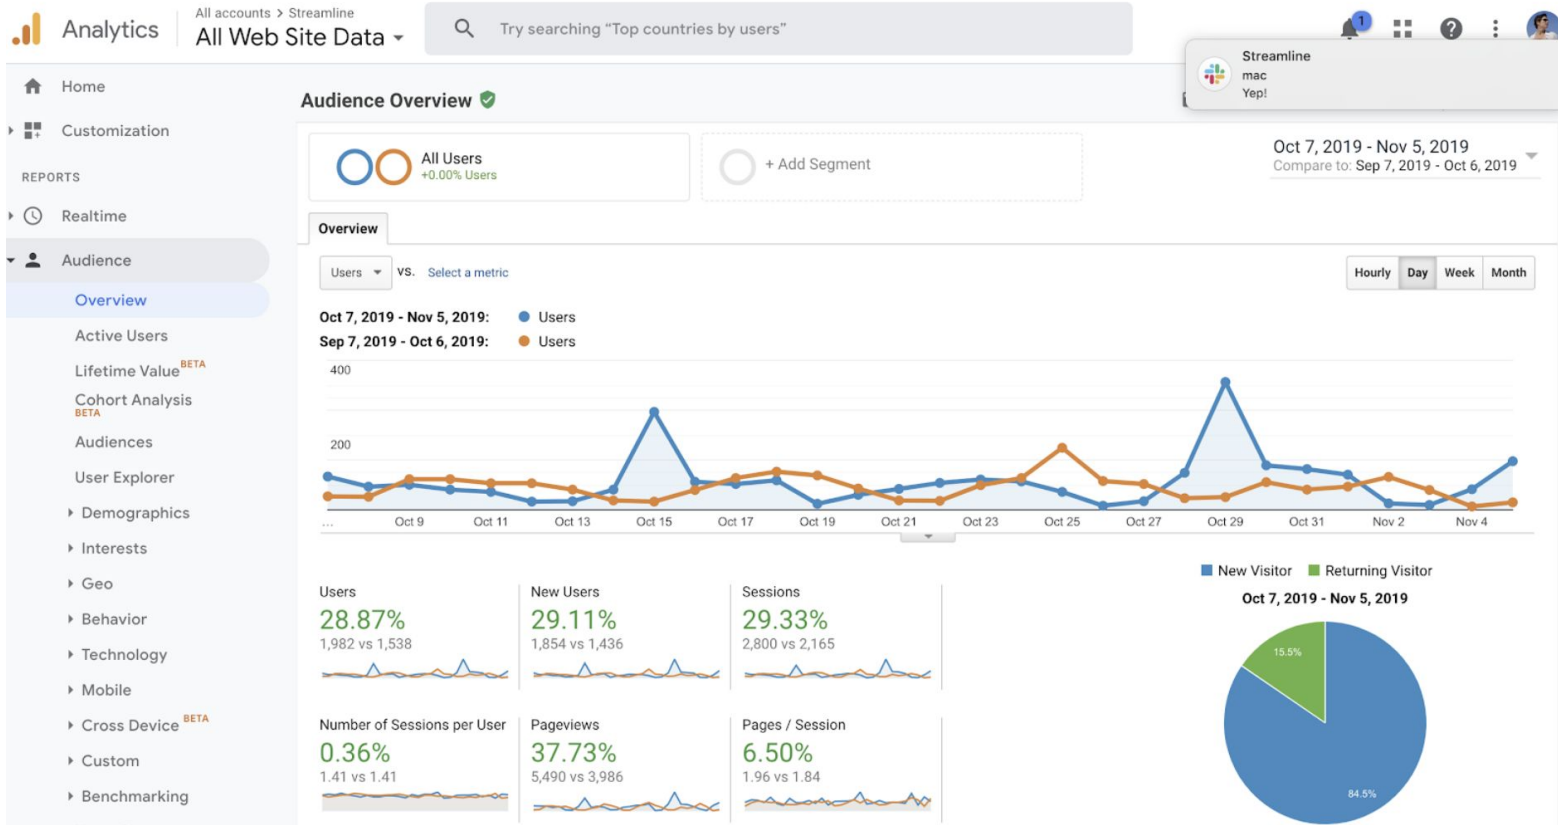 All accounts > Streamline
Analytics
All Web Site Data
Try searching “Top countries by users”
1
Streamline
mac
Yep!
Home
Customization
REPORTS
Realtime
Audience
Overview
Active Users
Lifetime Value BETA
Cohort Analysis
BETA
Audiences
User Explorer
Demographics
Interests
Geo
Behavior
Technology
Mobile
Cross Device BETA
Custom
Benchmarking
Audience Overview
All Users
+0.00% Users
+ Add Segment
Oct 7, 2019 - Nov 5, 2019
Compare to: Sep 7, 2019 - Oct 6, 2019
Overview
Users VS. Select a metric
Hourly Day Week Month
Oct 7, 2019 - Nov 5, 2019: Users
Sep 7, 2019 - Oct 6, 2019: Users
400
200
... Oct 9 Oct 11 Oct 13 Oct 15 Oct 17 Oct 19 Oct 21 Oct 23 Oct 25 Oct 27 Oct 29 Oct 31 Nov 2 Nov 4
Users
28.87%
1,982 vs 1,538
New Users
29.11%
1,854 vs 1,436
Sessions
29.33%
2,800 vs 2,165
Number of Sessions per User
0.36%
1.41 vs 1.41
Pageviews
37.73%
5,490 vs 3,986
Pages / Session
6.50%
1.96 vs 1.84
New Visitor Returning Visitor
Oct 7, 2019 - Nov 5, 2019
15.5%
84.5%